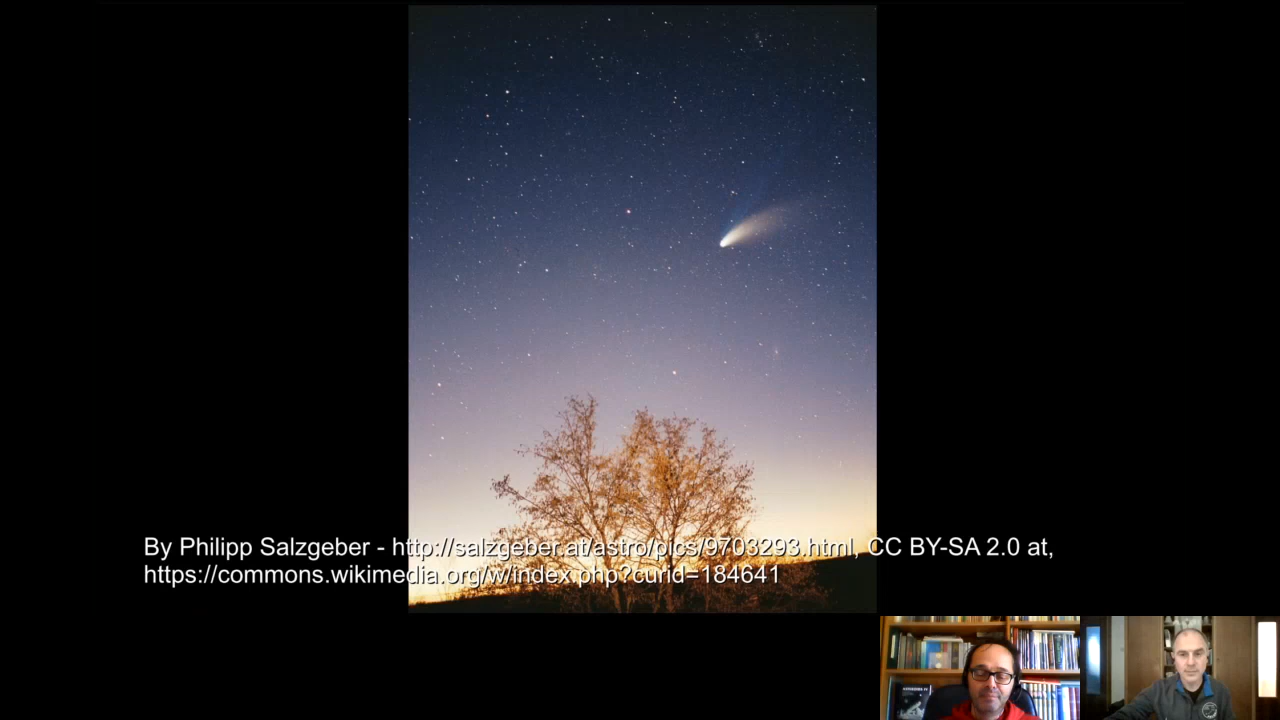 By Philipp Salzgeber - http://salzgeber.at/astro/pics/9703293.html, CC BY-SA 2.0 at,
https://commons.wikimedia.org/w/index.php?curid=184641